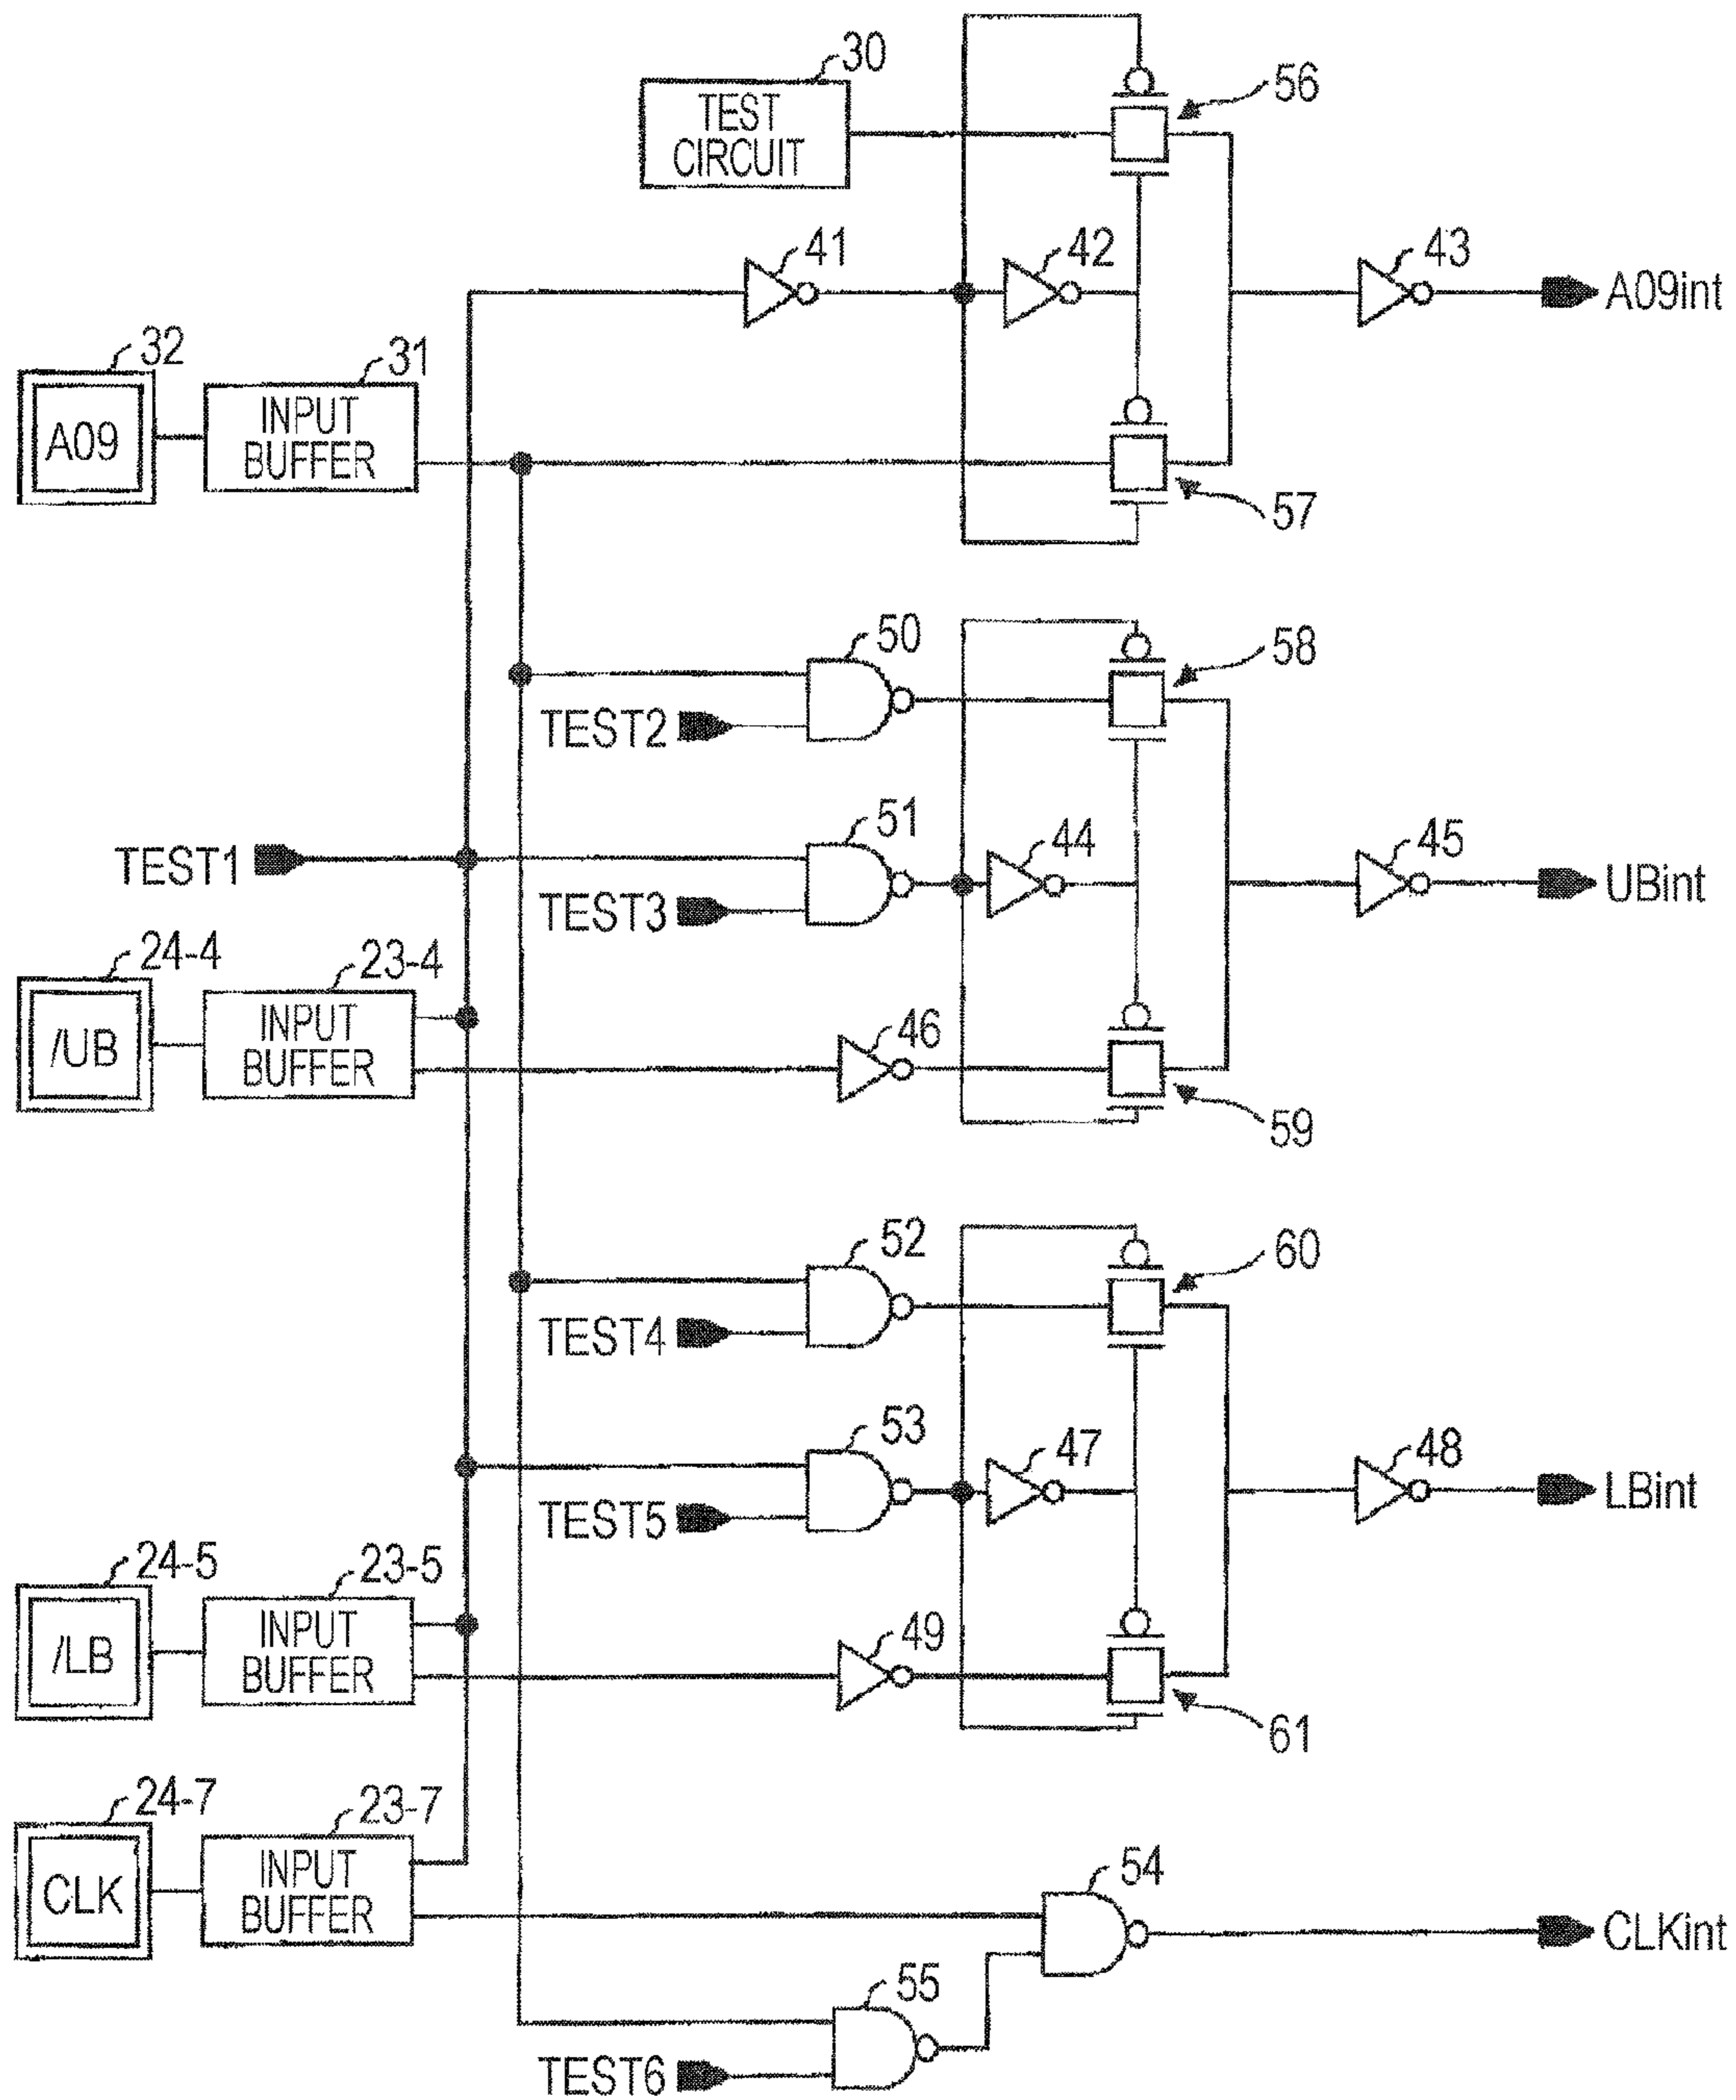 30
TEST
CIRCUIT
56
41
42
43
A09int
32
A09
31
INPUT
BUFFER
57
50
TEST2
58
51
TEST1
TEST3
44
45
UBint
24-4
/UB
23-4
INPUT
BUFFER
46
59
52
TEST4
60
53
TEST5
47
48
LBint
24-5
/LB
23-5
INPUT
BUFFER
49
61
24-7
CLK
23-7
INPUT
BUFFER
54
CLKint
55
TEST6